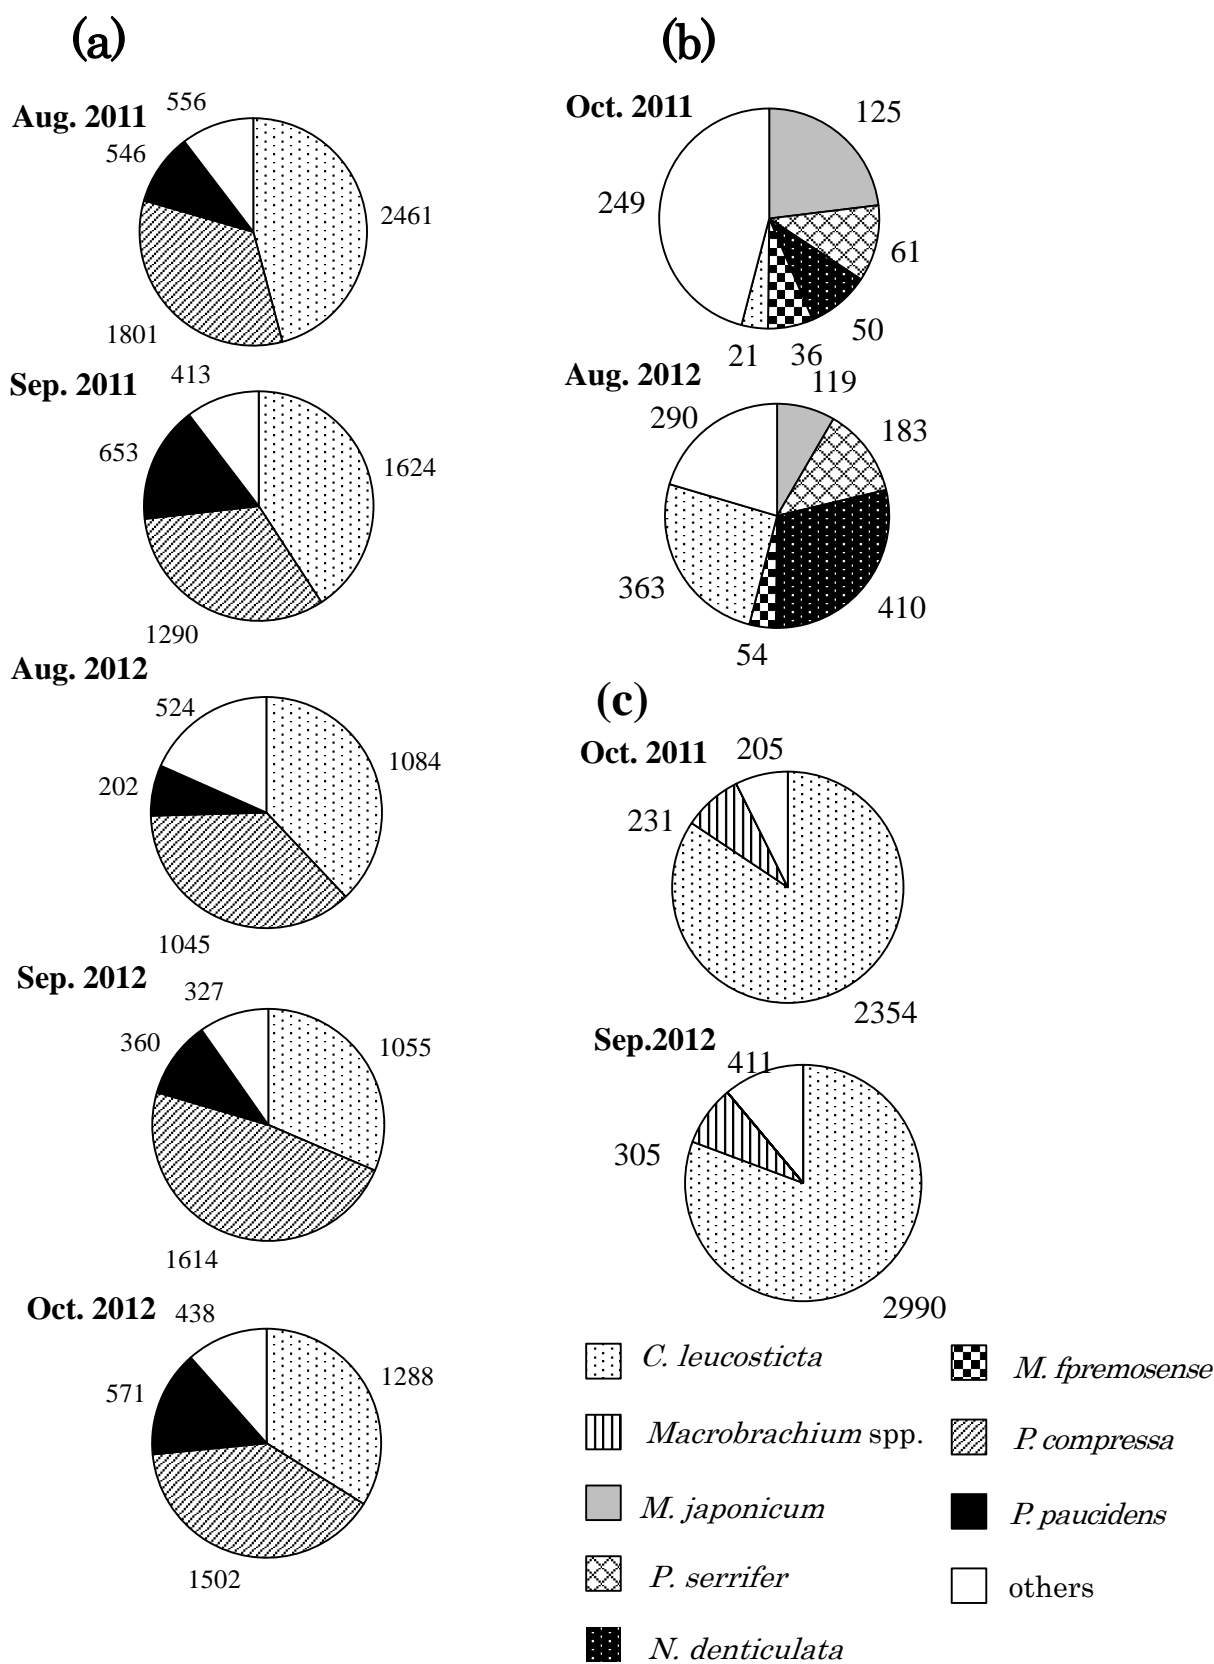 (a)
Aug. 2011
556
546
2461
1801
Sep. 2011
413
653
1624
1290
Aug. 2012
524
202
1084
1045
Sep. 2012
327
360
1055
1614
Oct. 2012
438
571
1288
1502
(b)
Oct. 2011
125
249
61
50
36
21
Aug. 2012
119
290
183
363
410
54
(c)
Oct. 2011
205
231
2354
Sep.2012
411
305
2990
C. leucosticta
Macrobrachium spp.
M. japonicum
P. serrifer
N. denticulata
M. fpremosense
P. compressa
P. paucidens
others